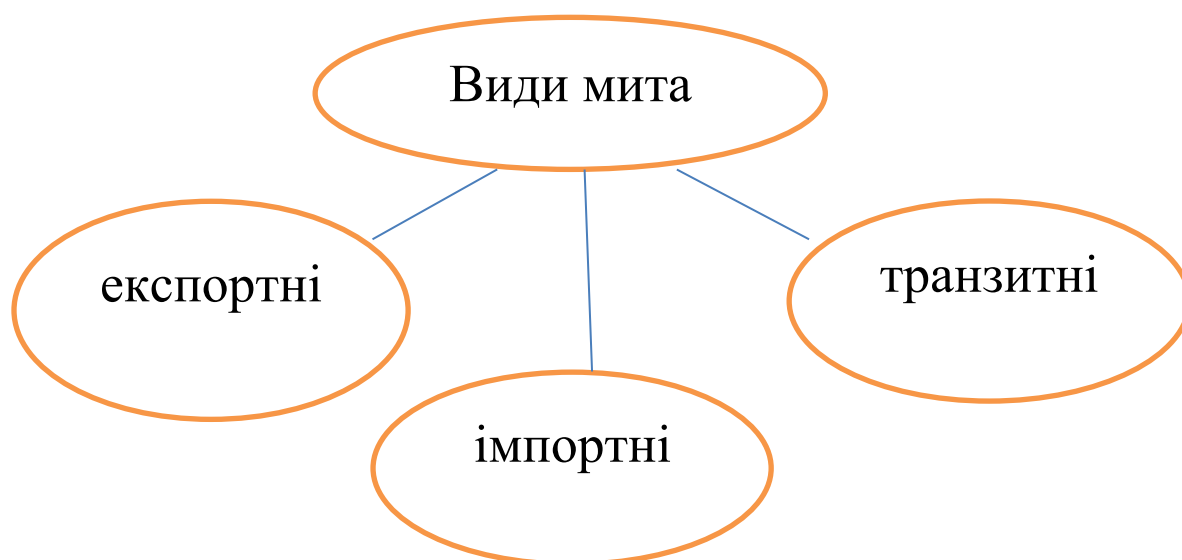 Види мита
експортні
транзитні
імпортні